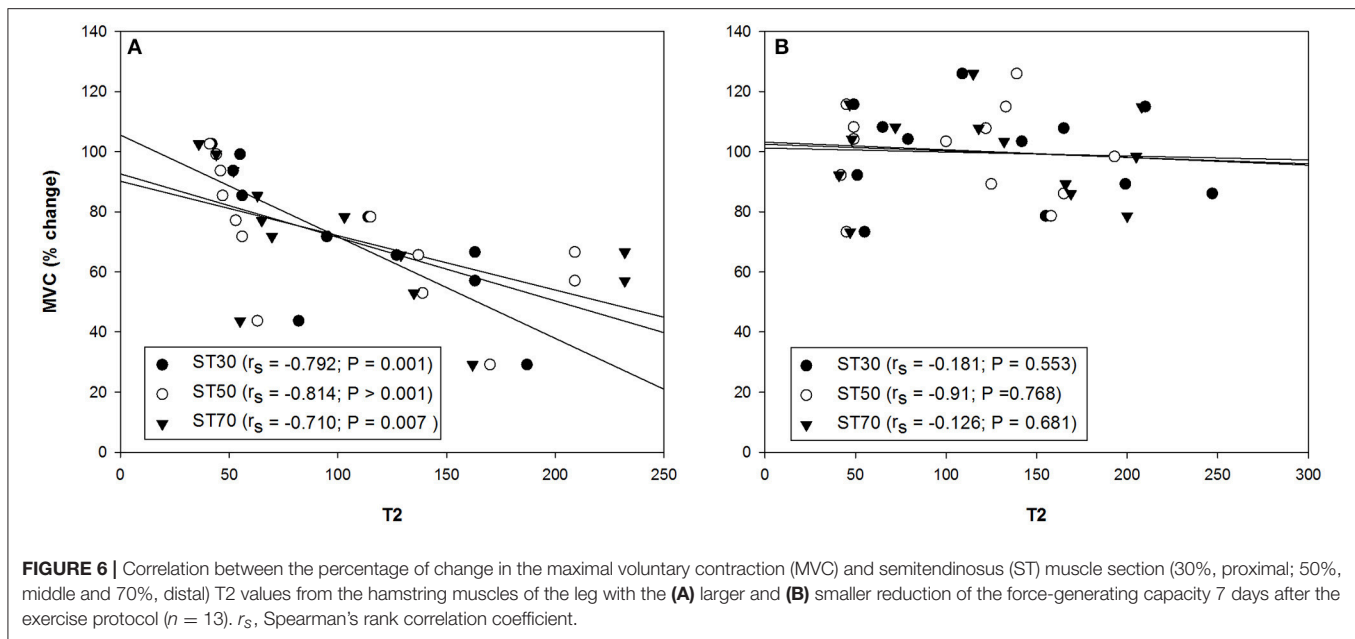 A
B
140
120
100
80
60
40
20
0
MVC (% change)
ST30 (rs = -0.792; P = 0.001)
ST50 (rs = -0.814; P > 0.001)
ST70 (rs = -0.710; P = 0.007 )
0 50 100 150 200 250
T2
140
120
100
80
60
40
20
0
ST30 (rs = -0.181; P = 0.553)
ST50 (rs = -0.91; P =0.768)
ST70 (rs = -0.126; P = 0.681)
0 50 100 150 200 300
T2
FIGURE 6 | Correlation between the percentage of change in the maximal voluntary contraction (MVC) and semitendinosus (ST) muscle section (30%, proximal; 50%,
middle and 70%, distal) T2 values from the hamstring muscles of the leg with the (A) larger and (B) smaller reduction of the force-generating capacity 7 days after the
exercise protocol (n = 13). rS, Spearman's rank correlation coefficient.